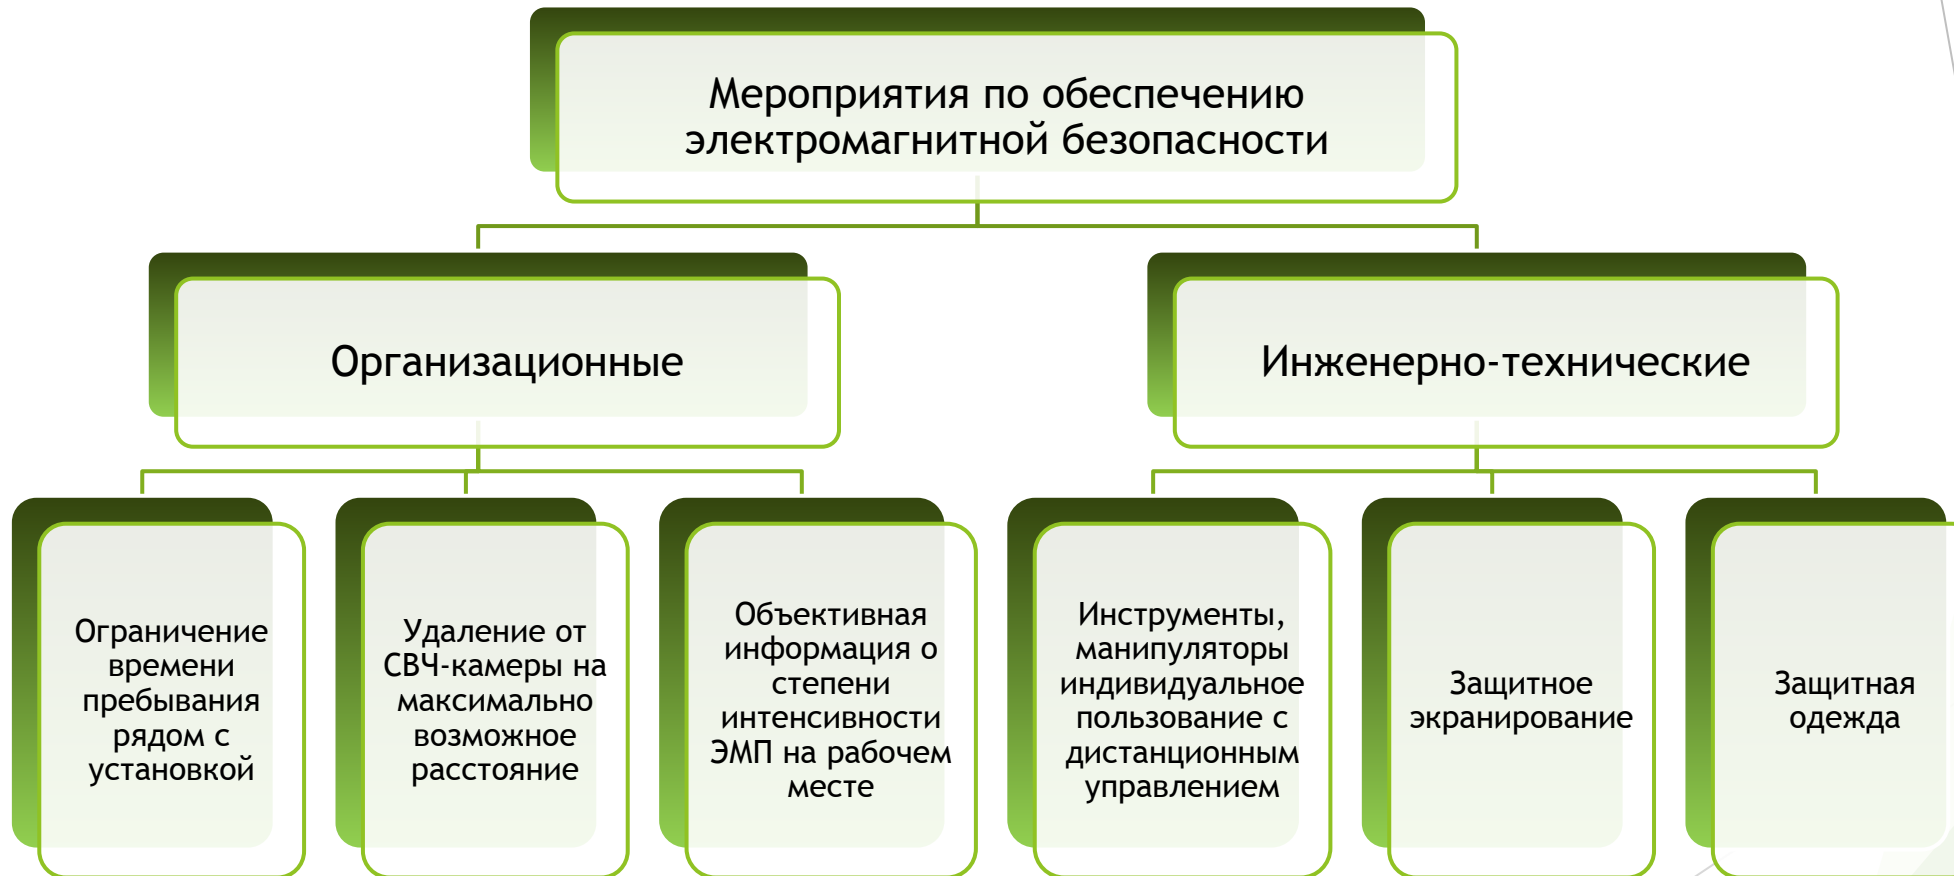 Мероприятия по обеспечению
электромагнитной безопасности
Организационные
Инженерно-технические
Ограничение
времени
пребывания
рядом с
установкой
Удаление от
СВЧ-камеры на
максимально
возможное
расстояние
Объективная
информация о
степени
интенсивности
ЭМП на рабочем
месте
Инструменты,
манипуляторы
индивидуальное
пользование с
дистанционным
управлением
Защитное
экранирование
Защитная
одежда